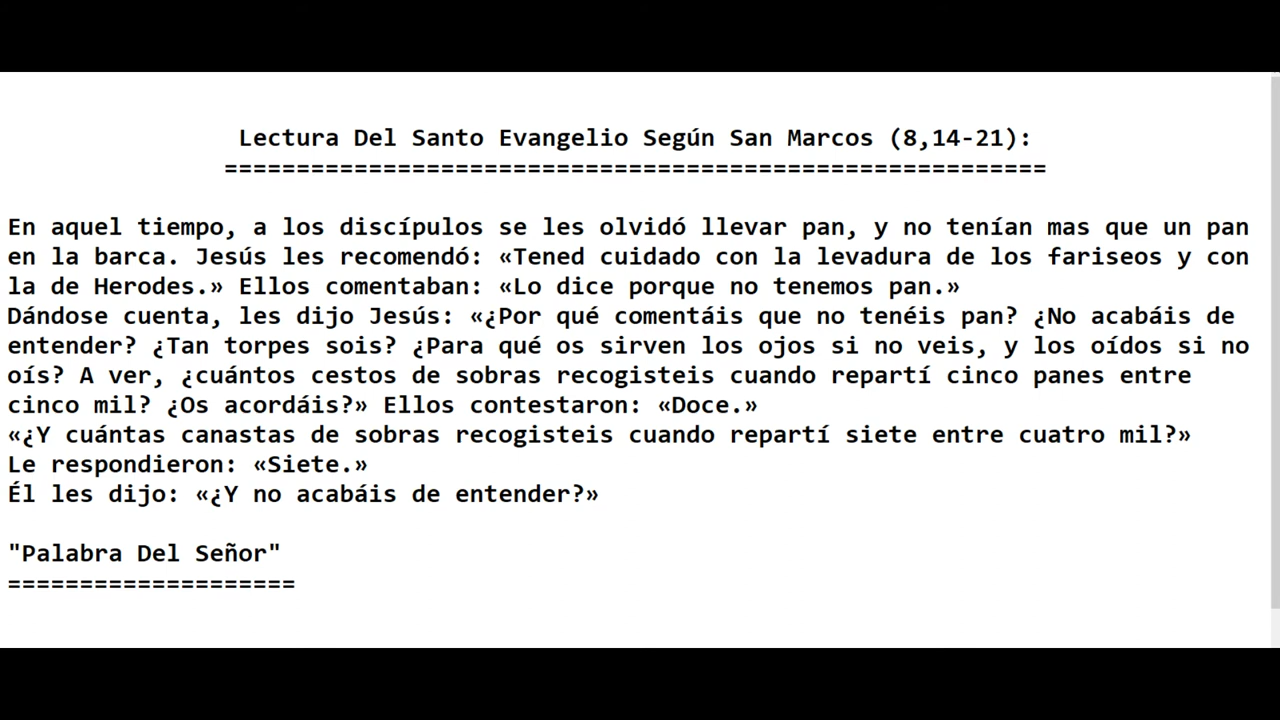 Lectura Del Santo Evangelio Según San Marcos (8,14-21):
=========================================================
En aquel tiempo, a los discípulos se les olvidó llevar pan, y no tenían mas que un pan
en la barca. Jesús les recomendó: «Tened cuidado con la levadura de los fariseos y con
la de Herodes.» Ellos comentaban: «Lo dice porque no tenemos pan.»
Dándose cuenta, les dijo Jesús: «¿Por qué comentáis que no tenéis pan? ¿No acabáis de
entender? ¿Tan torpes sois? ¿Para qué os sirven los ojos si no veis, y los oídos si no
oís? A ver, ¿cuántos cestos de sobras recogisteis cuando repartí cinco panes entre
cinco mil? ¿Os acordáis?» Ellos contestaron: «Doce.»
«¿Y cuántas canastas de sobras recogisteis cuando repartí siete entre cuatro mil?»
Le respondieron: «Siete.»
Él les dijo: «¿Y no acabáis de entender?»
"Palabra Del Señor"
====================